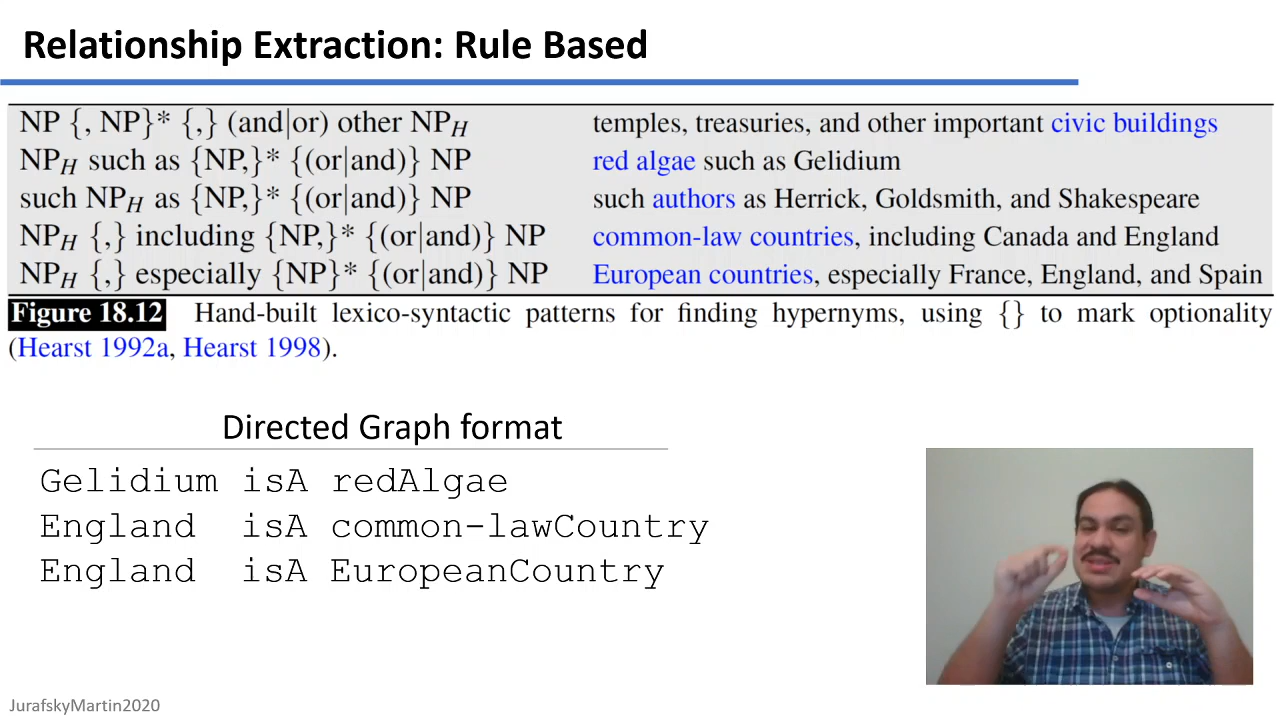 Relationship Extraction: Rule Based
NP {, NP}* {,} (and|or) other NP_H temples, treasuries, and other important civic buildings
NP_H such as {NP,}* {(or|and)} NP red algae such as Gelidium
such NP_H as {NP,}* {(or|and)} NP such authors as Herrick, Goldsmith, and Shakespeare
NP_H {,} including {NP,}* {(or|and)} NP common-law countries, including Canada and England
NP_H {,} especially {NP}* {(or|and)} NP European countries, especially France, England, and Spain
Figure 18.12 Hand-built lexico-syntactic patterns for finding hypernyms, using {} to mark optionality
(Hearst 1992a, Hearst 1998).
Directed Graph format
Gelidium isA redAlgae
England isA common-lawCountry
England isA EuropeanCountry
JurafskyMartin2020